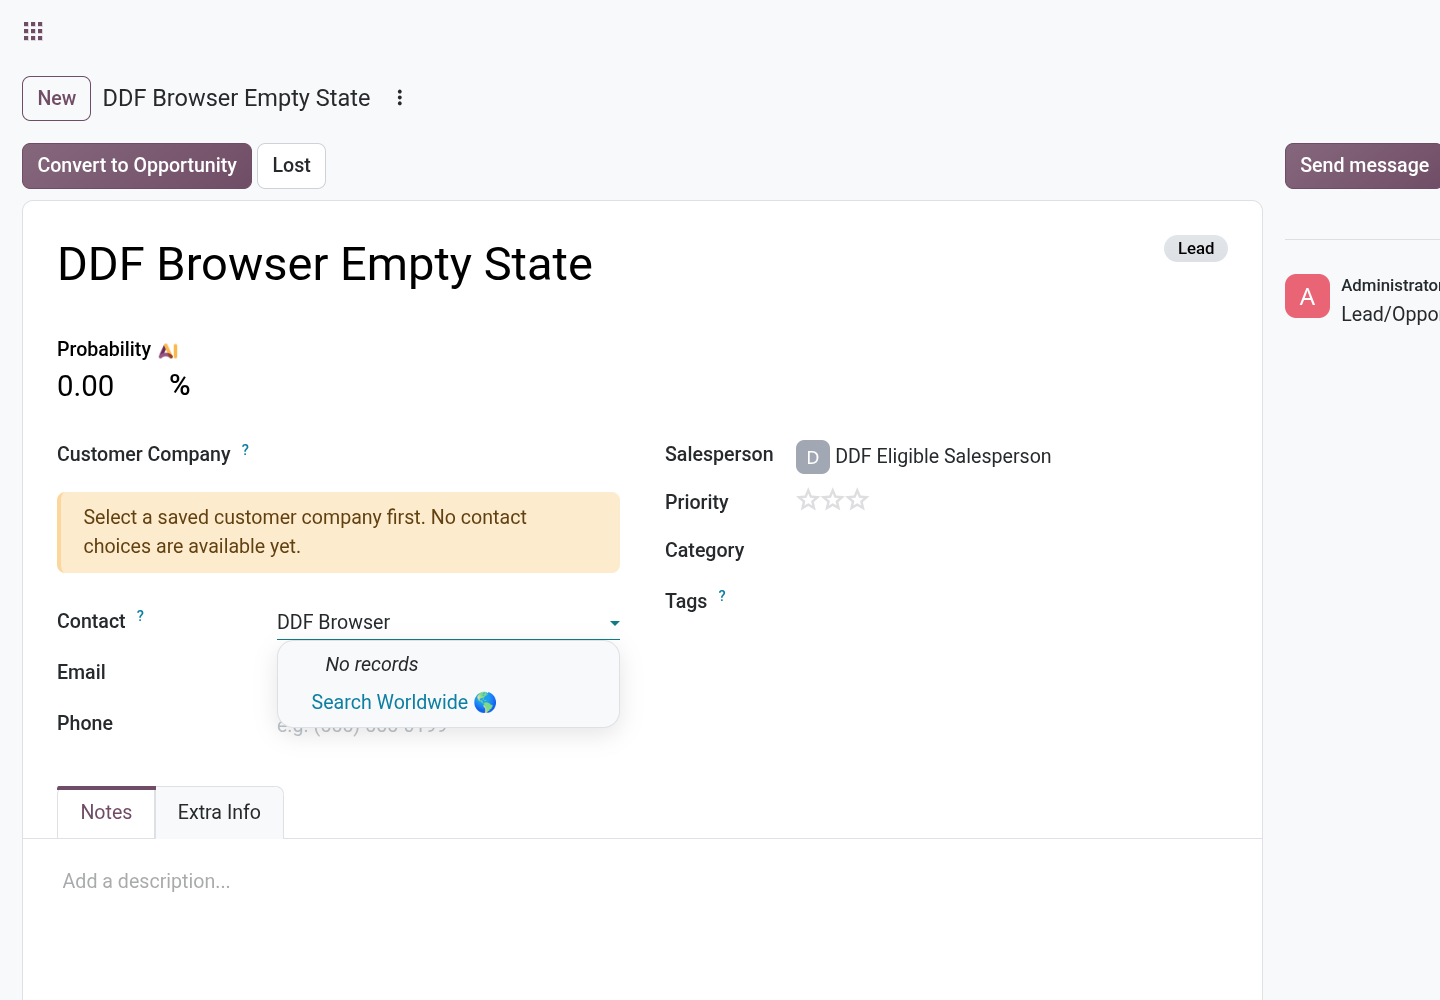 New
DDF Browser Empty State
Convert to Opportunity
Lost
Send message
DDF Browser Empty State
Lead
Probability AI
0.00 %
Customer Company ?
Select a saved customer company first. No contact
choices are available yet.
Contact ?
DDF Browser
No records
Search Worldwide 🌎
Email
Phone
Salesperson
D
DDF Eligible Salesperson
Priority
Category
Tags ?
Notes
Extra Info
Add a description...
A
Administrator
Lead/Oppo